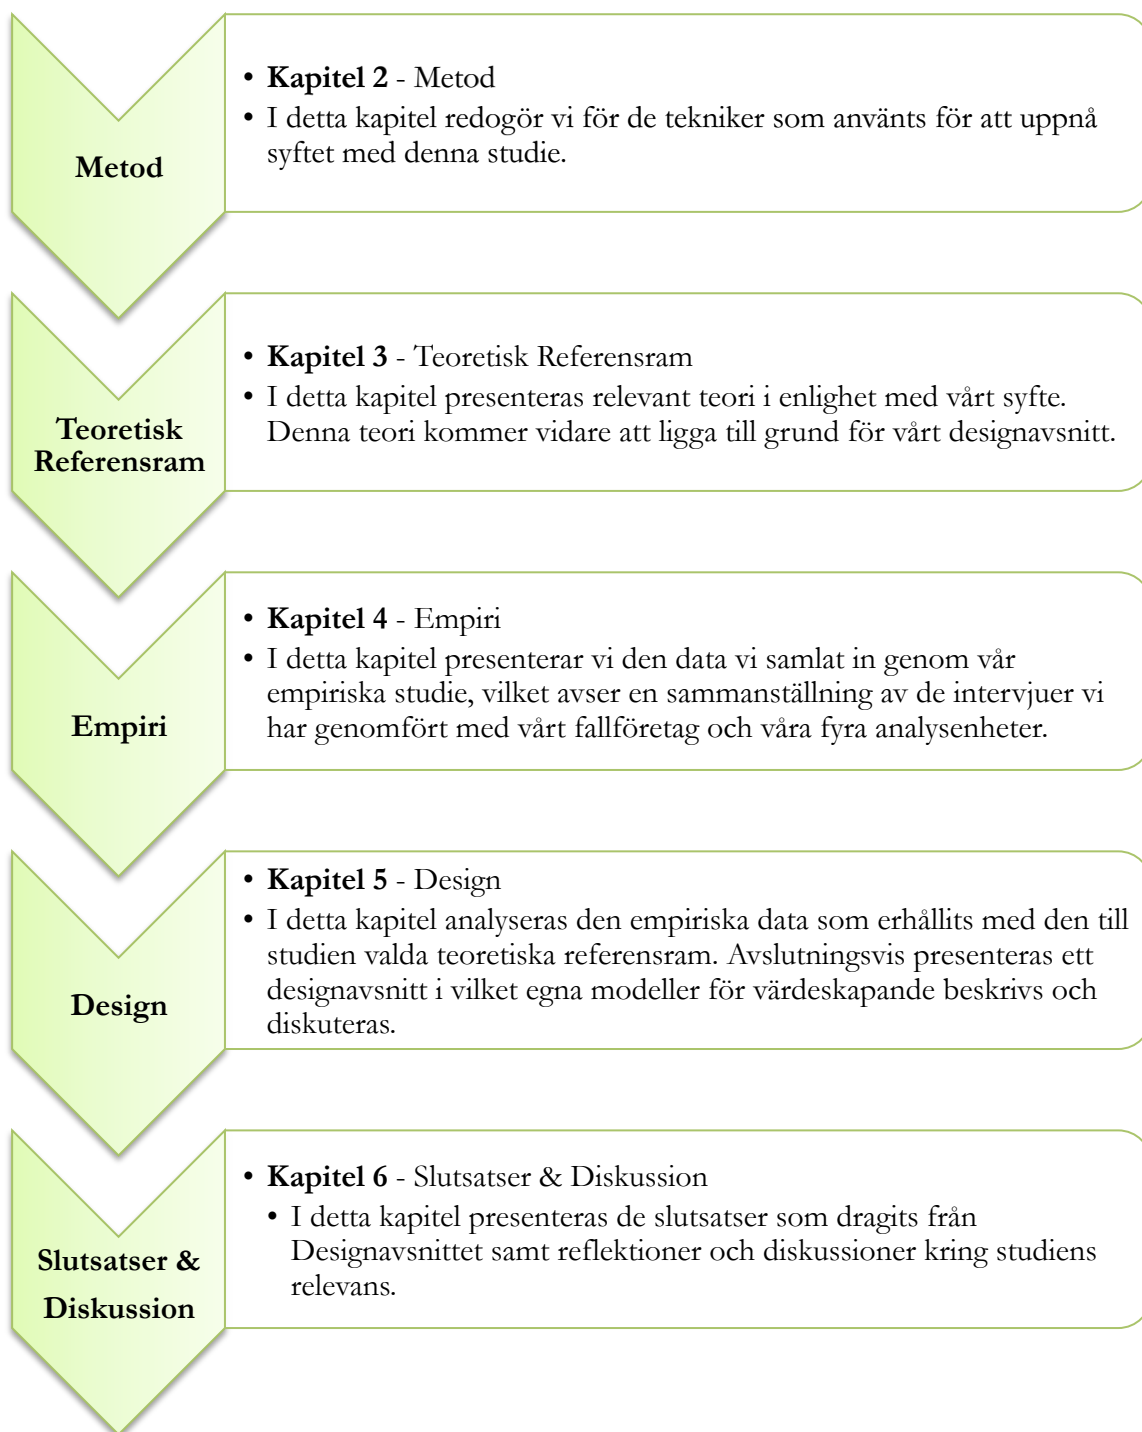 Metod
• Kapitel 2 - Metod
• I detta kapitel redogör vi för de tekniker som använts för att uppnå
syftet med denna studie.
Teoretisk
Referensram
• Kapitel 3 - Teoretisk Referensram
• I detta kapitel presenteras relevant teori i enlighet med vårt syfte.
Denna teori kommer vidare att ligga till grund för vårt designavsnitt.
Empiri
• Kapitel 4 - Empiri
• I detta kapitel presenterar vi den data vi samlat in genom vår
empiriska studie, vilket avser en sammanställning av de intervjuer vi
har genomfört med vårt fallföretag och våra fyra analysenheter.
Design
• Kapitel 5 - Design
• I detta kapitel analyseras den empiriska data som erhållits med den till
studien valda teoretiska referensram. Avslutningsvis presenteras ett
designavsnitt i vilket egna modeller för värdeskapande beskrivs och
diskuteras.
Slutsatser &
Diskussion
• Kapitel 6 - Slutsatser & Diskussion
• I detta kapitel presenteras de slutsatser som dragits från
Designavsnittet samt reflektioner och diskussioner kring studiens
relevans.